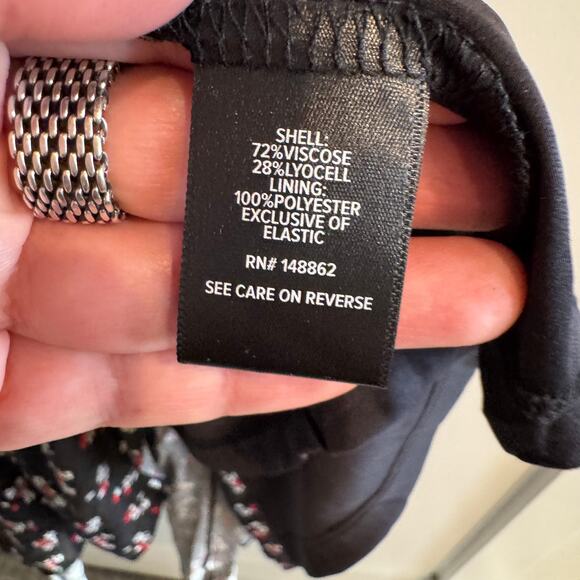 SHELL:
72%VISCOSE
28%LYOCELL
LINING:
100%POLYESTER
EXCLUSIVE OF
ELASTIC
RN# 148862
SEE CARE ON REVERSE